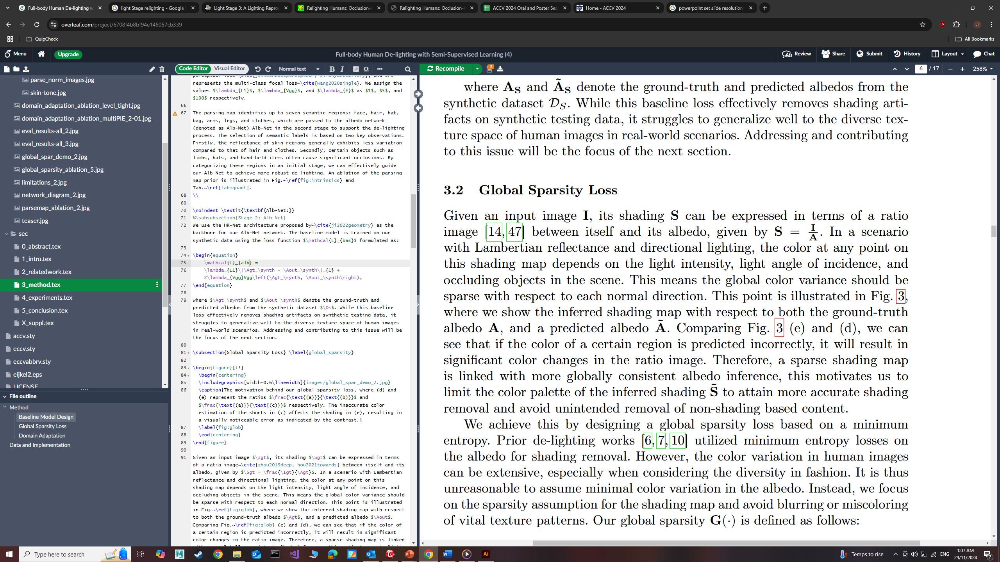 Full-body Human De-lighting w
light Stage relighting - Google S
Light Stage 3: A Lighting Repro
Relighting Humans: Occlusion-A
Relighting Humans: Occlusion-A
ACCV 2024 Oral and Poster Ses
Home - ACCV 2024
powerpoint set slide resolution
overleaf.com/project/6708f4b8bf94e145057cb339
QuipCheck
All Bookmarks
Menu
Upgrade
Full-body Human De-lighting with Semi-Supervised Learning (4)
Review
Share
Submit
History
Layout
Chat
Code Editor
Visual Editor
Normal text
B I Ω
Recompile
3
6 / 17
258%
parse_norm_images.jpg
skin-tone.jpg
domain_adaptation_ablation_level_tight.jpg
domain_adaptation_ablation_multiPIE_2-01.jpg
eval_results-all_2.jpg
eval_results-all_3.jpg
global_spar_demo_2.jpg
global_sparsity_ablation_5.jpg
limitations_2.jpg
network_diagram_2.jpg
parsemap_ablation_2.jpg
teaser.jpg
sec
0_abstract.tex
1_intro.tex
2_relatedwork.tex
3_method.tex
4_experiments.tex
5_conclusion.tex
X_suppl.tex
accv.sty
eccv.sty
eccvabbrv.sty
eijkel2.eps
LICENSE
File outline
Method
Baseline Model Design
Global Sparsity Loss
Domain Adaptation
Data and Implementation
represents the multi-class focal loss~\cite{wang2020single}. We assign the
values $\lambda_{L1}$, $\lambda_{Vgg}$, and $\lambda_{F}$ as $1$, $5$, and
$100$ respectively.
66
67 The parsing map identifies up to seven semantic regions: face, hair, hat,
bag, arms, legs, and clothes, which are passed to the albedo network
(denoted as Alb-Net) Alb-Net in the second stage to support the de-lighting
process. The selection of semantic labels is based on two key observations.
Firstly, the reflectance of skin regions generally exhibits less variation
compared to that of hair and clothes. Secondly, certain objects such as
limbs, hats, and hand-held items often cause significant occlusions. By
categorizing these regions in an initial stage, we can effectively guide
our Alb-Net to achieve more robust de-lighting. An ablation of the parsing
map prior is illustrated in Fig.~\ref{fig:intrinsics} and
Tab.~\ref{tab:quant}.
68 \\
69
70 \noindent \textit{\textbf{Alb-Net:}}
71 %\subsubsection{Stage 2: Alb-Net}
72 We use the HR-Net architecture proposed by~\cite{ji2022geometry} as the
backbone for our Alb-Net network. The baseline model is trained on our
synthetic data using the loss function $\mathcal{L}_{bas}$ formulated as:
73
74 \begin{equation}
75 \mathcal{L}_{alb} =
76 \lambda_{L1}\|\Agt_\synth - \Aout_\synth\|_{1} +
2\lambda_{Vgg}Vgg\left(\Agt_\synth, \Aout_\synth\right),
77 \end{equation}
78
79 where $\Agt_\synth$ and $\Aout_\synth$ denote the ground-truth and
predicted albedos from the synthetic dataset $\Ds$. While this baseline
loss effectively removes shading artifacts on synthetic testing data, it
struggles to generalize well to the diverse texture space of human images
in real-world scenarios. Addressing and contributing to this issue will be
the focus of the next section.
80
81 \subsection{Global Sparsity Loss} \label{global_sparsity}
82
83 \begin{figure}[t!]
84 \begin{centering}
85 \includegraphics[width=0.6\linewidth]{images/global_spar_demo_2.jpg}
86 \caption{The motivation behind our global sparsity loss, where (d) and
(e) represent the ratios $\frac{\text{(a)}}{\text{(b)}}$ and
$\frac{\text{(a)}}{\text{(c)}}$ respectively. The inaccurate color
estimation of the shorts in (c) affects the shading in (e), resulting in
a visually noticeable error as indicated by the contrast.}
87 \label{fig:glob}
88 \end{centering}
89 \end{figure}
90
91 Given an input image $\Igt$, its shading $\Sgt$ can be expressed in terms
of a ratio image~\cite{zhou2019deep, hou2021towards} between itself and its
albedo, given by $\Sgt = \frac{\Igt}{\Agt}$. In a scenario with Lambertian
reflectance and directional lighting, the color at any point on this
shading map depends on the light intensity, light angle of incidence, and
occluding objects in the scene. This means the global color variance should
be sparse with respect to each normal direction. This point is illustrated
in Fig.~\ref{fig:glob}, where we show the inferred shading map with respect
to both the ground-truth albedo $\Agt$, and a predicted albedo $\Aout$.
Comparing Fig.~\ref{fig:glob} (e) and (d), we can see that if the color of
a certain region is predicted incorrectly, it will result in significant
color changes in the ratio image. Therefore, a sparse shading map is linked
where A_S and Ã_S denote the ground-truth and predicted albedos from the
synthetic dataset 𝒟_S. While this baseline loss effectively removes shading arti-
facts on synthetic testing data, it struggles to generalize well to the diverse tex-
ture space of human images in real-world scenarios. Addressing and contributing
to this issue will be the focus of the next section.
3.2 Global Sparsity Loss
Given an input image I, its shading S can be expressed in terms of a ratio
image [14, 47] between itself and its albedo, given by S = I/A. In a scenario
with Lambertian reflectance and directional lighting, the color at any point on
this shading map depends on the light intensity, light angle of incidence, and
occluding objects in the scene. This means the global color variance should be
sparse with respect to each normal direction. This point is illustrated in Fig. 3,
where we show the inferred shading map with respect to both the ground-truth
albedo A, and a predicted albedo Ã. Comparing Fig. 3 (e) and (d), we can
see that if the color of a certain region is predicted incorrectly, it will result in
significant color changes in the ratio image. Therefore, a sparse shading map
is linked with more globally consistent albedo inference, this motivates us to
limit the color palette of the inferred shading S̃ to attain more accurate shading
removal and avoid unintended removal of non-shading based content.
We achieve this by designing a global sparsity loss based on a minimum
entropy. Prior de-lighting works [6, 7, 10] utilized minimum entropy losses on
the albedo for shading removal. However, the color variation in human images
can be extensive, especially when considering the diversity in fashion. It is thus
unreasonable to assume minimal color variation in the albedo. Instead, we focus
on the sparsity assumption for the shading map and avoid blurring or miscoloring
of vital texture patterns. Our global sparsity G(·) is defined as follows:
Type here to search
Temps to rise
ENG
1:07 AM
29/11/2024
7